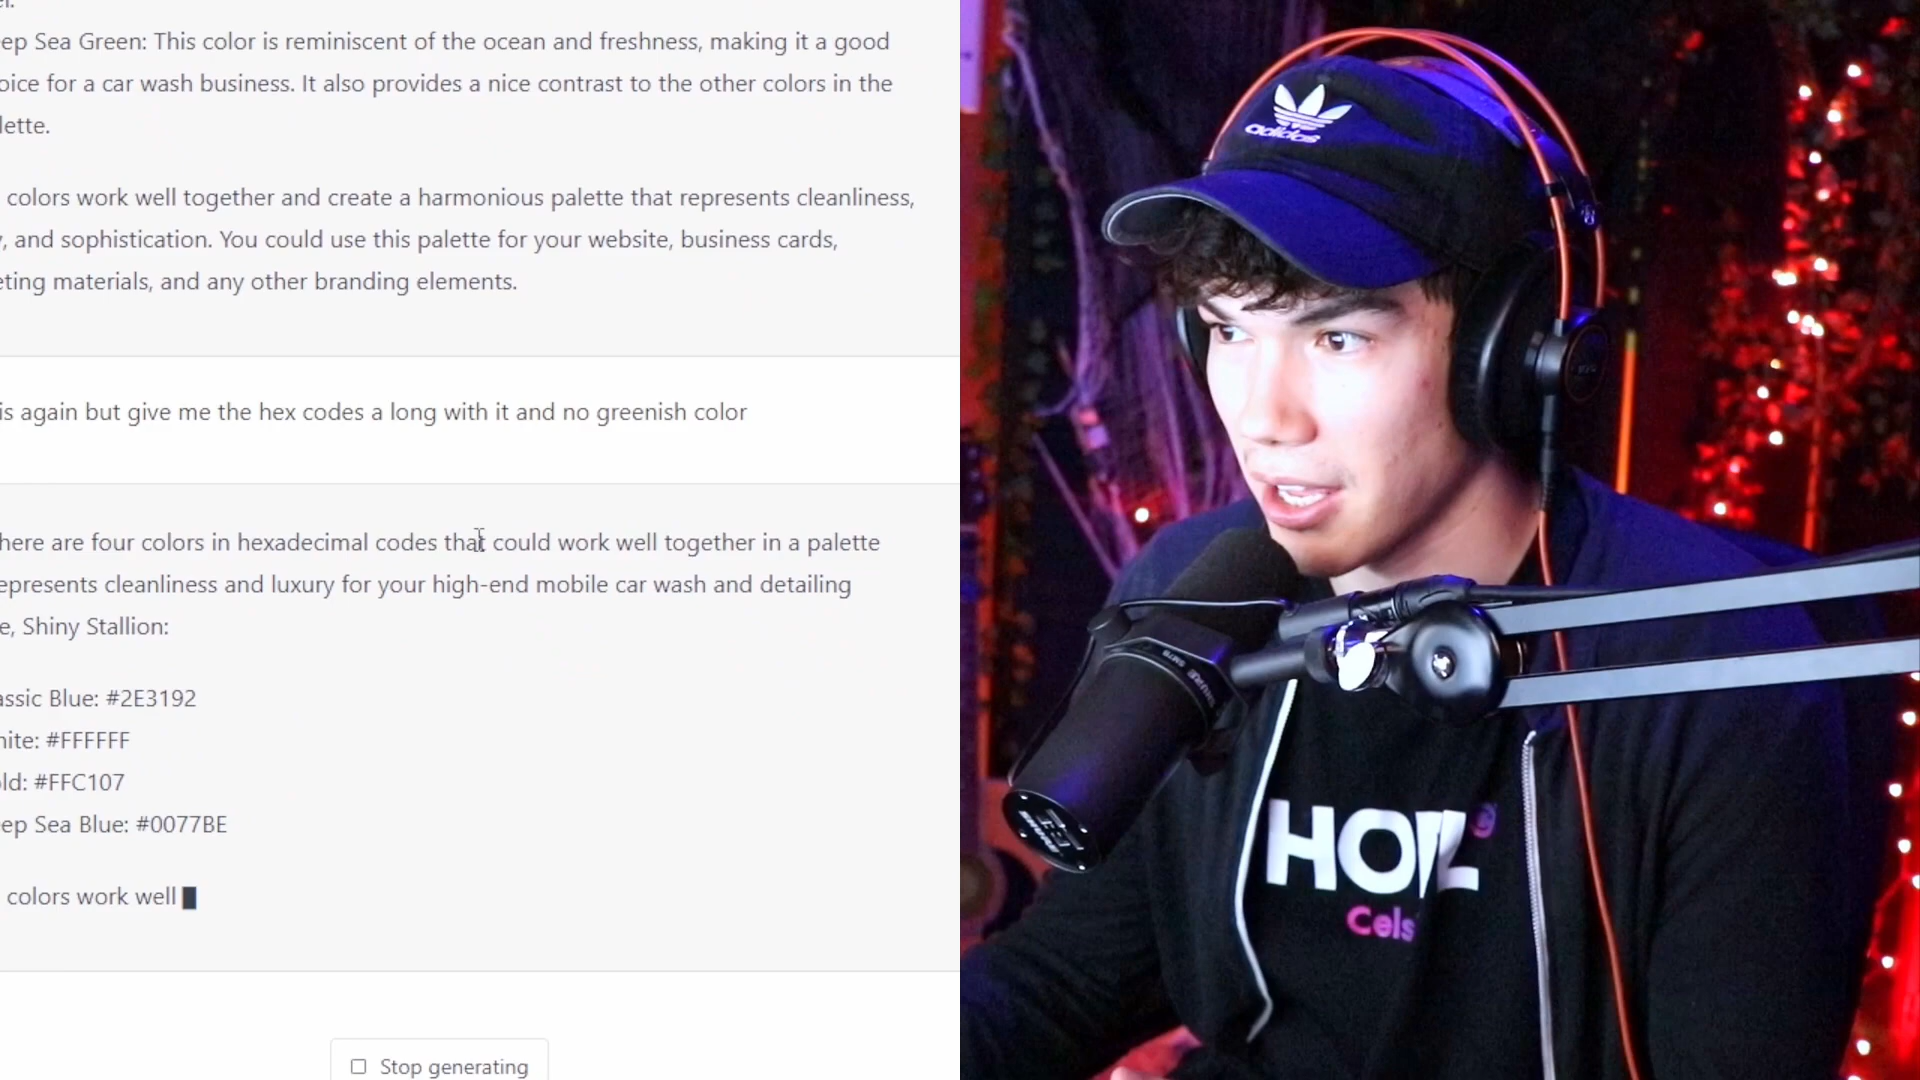 ep Sea Green: This color is reminiscent of the ocean and freshness, making it a good
oice for a car wash business. It also provides a nice contrast to the other colors in the
lette.
colors work well together and create a harmonious palette that represents cleanliness,
, and sophistication. You could use this palette for your website, business cards,
eting materials, and any other branding elements.
is again but give me the hex codes a long with it and no greenish color
here are four colors in hexadecimal codes that could work well together in a palette
epresents cleanliness and luxury for your high-end mobile car wash and detailing
e, Shiny Stallion:
assic Blue: #2E3192
hite: #FFFFFF
old: #FFC107
eep Sea Blue: #0077BE
colors work well
Stop generating
adidas
SHURE
SM7B
Cels